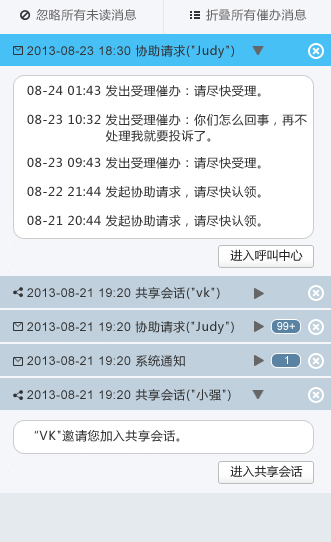 忽略所有未读消息 折叠所有催办消息
2013-08-23 18:30 协助请求("Judy")
08-24 01:43 发出受理催办：请尽快受理。
08-23 10:32 发出受理催办：你们怎么回事，再不
处理我就要投诉了。
08-23 09:43 发出受理催办：请尽快受理。
08-22 21:44 发起协助请求，请尽快认领。
08-21 20:44 发起协助请求，请尽快认领。
进入呼叫中心
2013-08-21 19:20 共享会话("vk")
2013-08-21 19:20 协助请求("Judy") 99+
2013-08-21 19:20 系统通知 1
2013-08-21 19:20 共享会话("小强")
“VK"邀请您加入共享会话。
进入共享会话